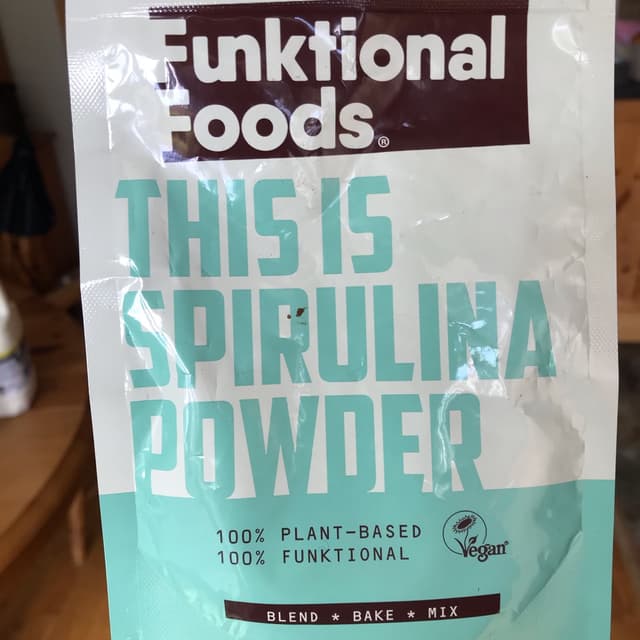 Funktional
Foods®
THIS IS
SPIRULINA
POWDER
100% PLANT-BASED
100% FUNKTIONAL
Vegan
BLEND * BAKE * MIX